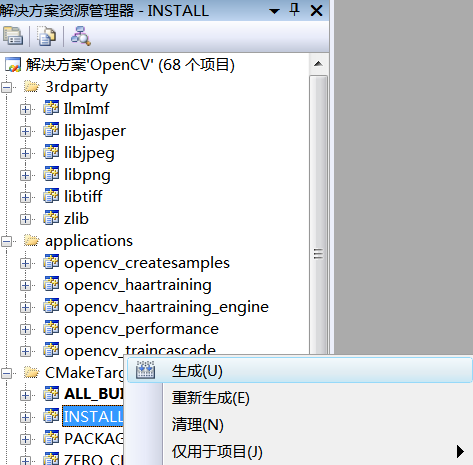 解决方案资源管理器 - INSTALL
解决方案'OpenCV' (68 个项目)
3rdparty
IlmImf
libjasper
libjpeg
libpng
libtiff
zlib
applications
opencv_createsamples
opencv_haartraining
opencv_haartraining_engine
opencv_performance
opencv_traincascade
CMakeTarg
ALL_BUI
INSTALL
PACKAG
ZERO_CH
生成(U)
重新生成(E)
清理(N)
仅用于项目(J)